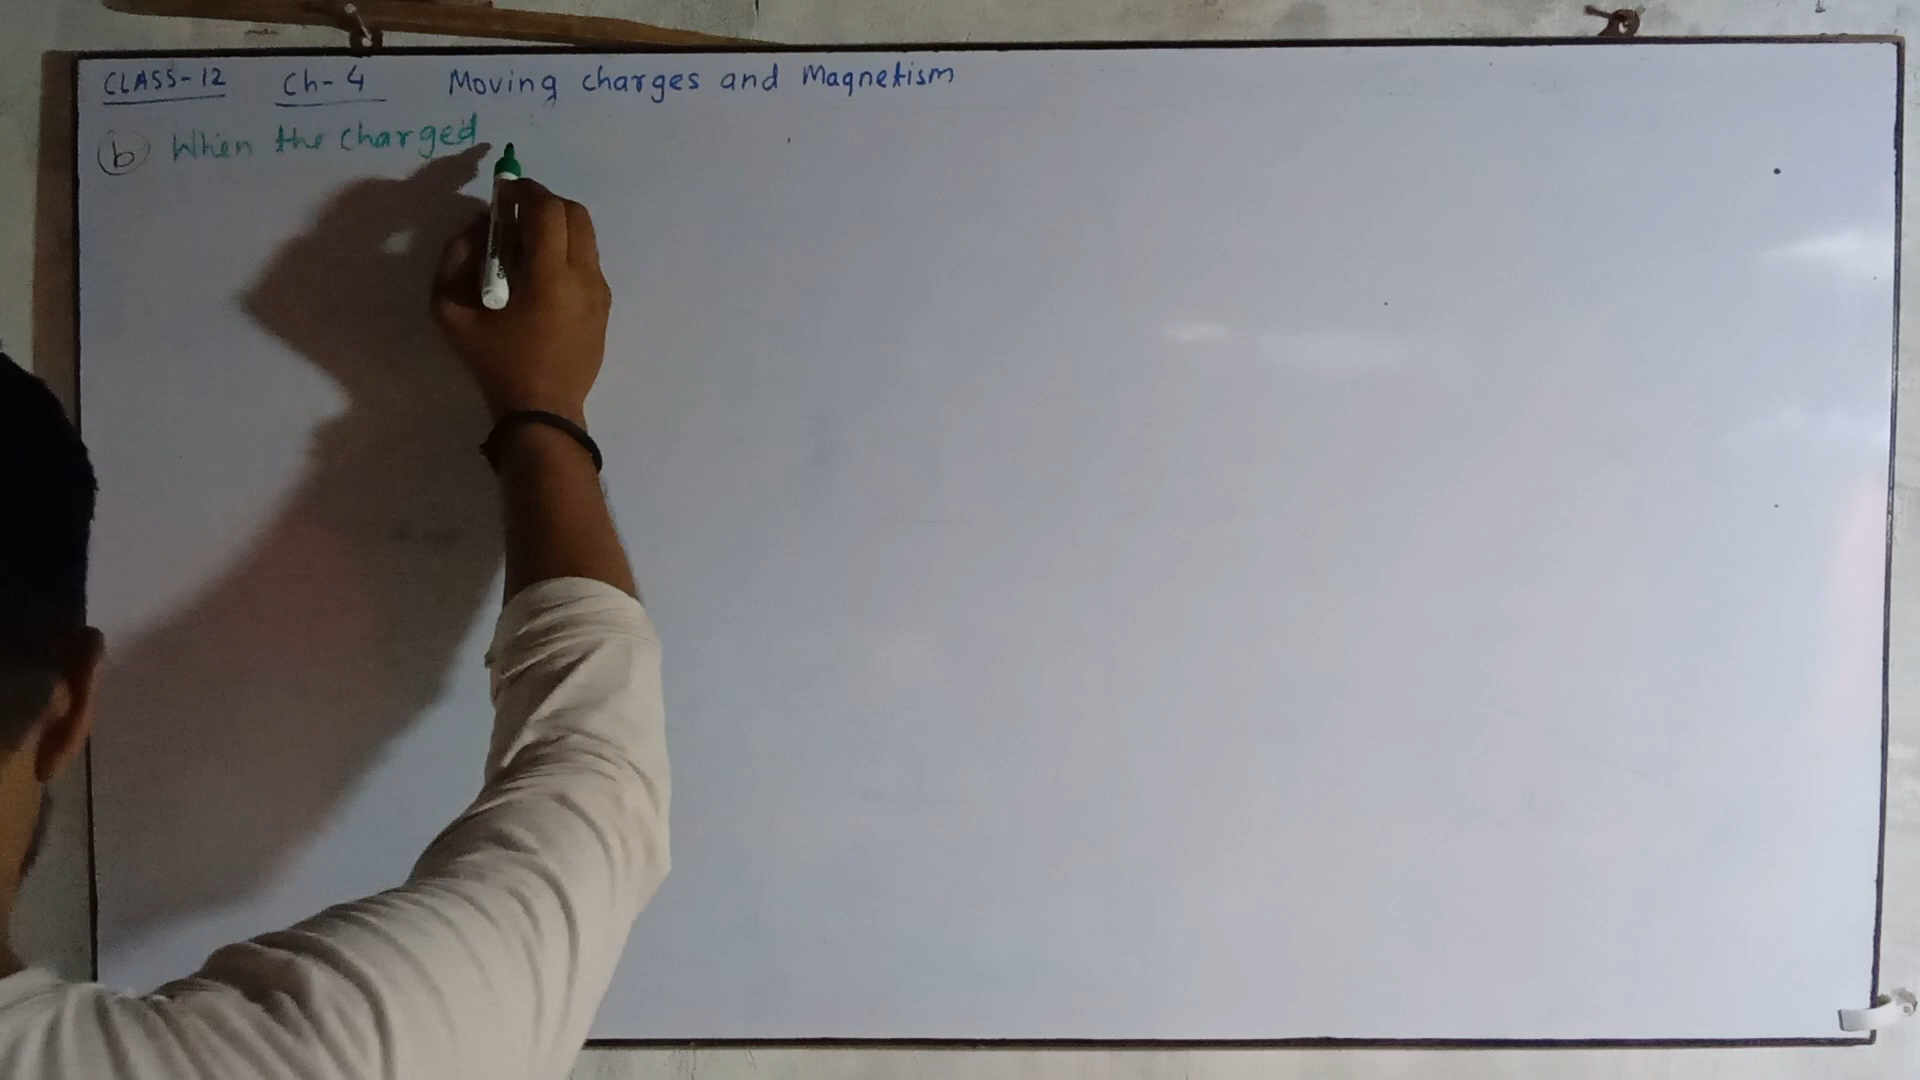 CLASS-12 Ch-4 Moving charges and Magnetism
(b) When the charged